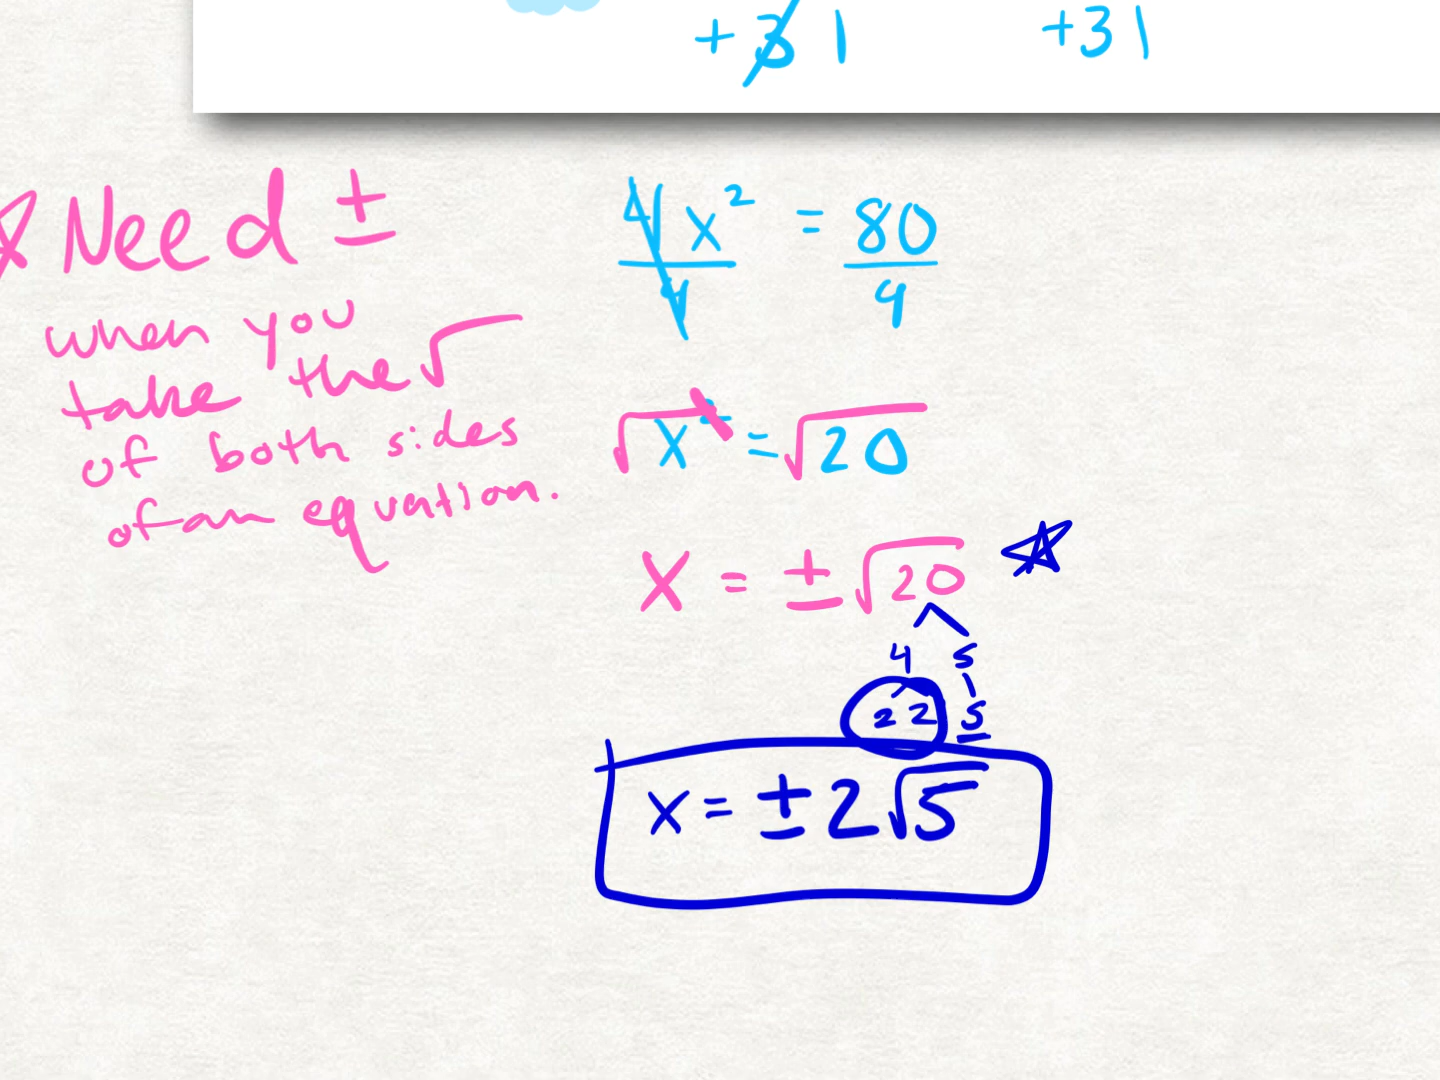 +31 +31
Need ±
when you
take the √
of both sides
of an equation.
4x² = 80
4 4
√x² = √20
x = ±√20
4 5
2 2 5
x = ±2√5